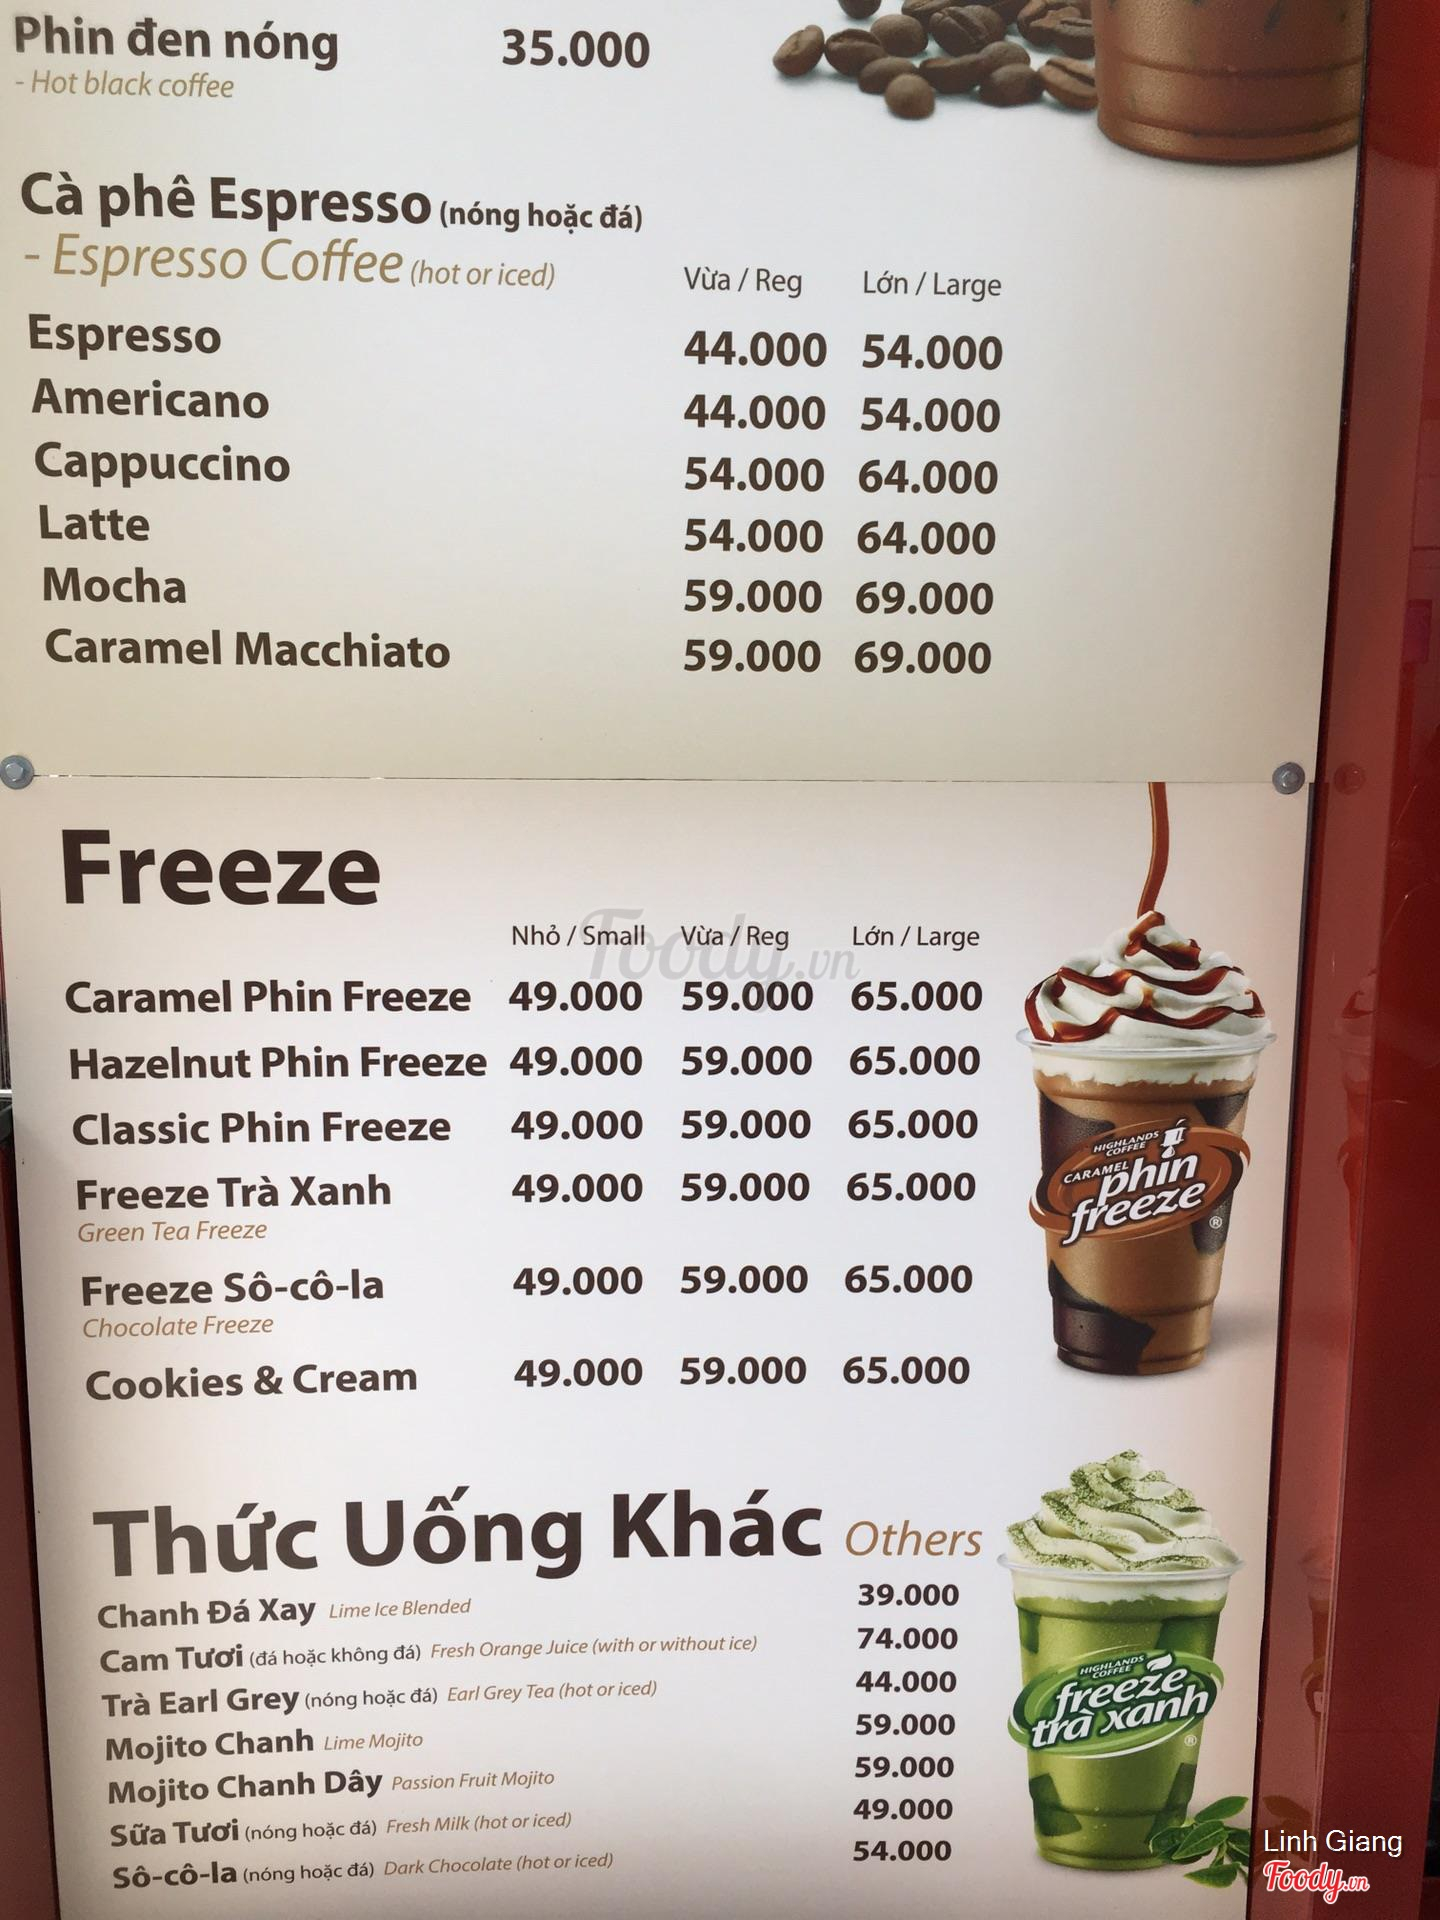 Phin đen nóng 35.000
- Hot black coffee
Cà phê Espresso (nóng hoặc đá)
- Espresso Coffee (hot or iced)
Vừa / Reg Lớn / Large
Espresso 44.000 54.000
Americano 44.000 54.000
Cappuccino 54.000 64.000
Latte 54.000 64.000
Mocha 59.000 69.000
Caramel Macchiato 59.000 69.000
Freeze
Nhỏ / Small Vừa / Reg Lớn / Large
Foody.vn
Caramel Phin Freeze 49.000 59.000 65.000
Hazelnut Phin Freeze 49.000 59.000 65.000
Classic Phin Freeze 49.000 59.000 65.000
Freeze Trà Xanh 49.000 59.000 65.000
Green Tea Freeze
Freeze Sô-cô-la 49.000 59.000 65.000
Chocolate Freeze
Cookies & Cream 49.000 59.000 65.000
HIGHLANDS
COFFEE
CARAMEL phin
freeze ®
Thức Uống Khác Others
Chanh Đá Xay Lime Ice Blended 39.000
Cam Tươi (đá hoặc không đá) Fresh Orange Juice (with or without ice) 74.000
Trà Earl Grey (nóng hoặc đá) Earl Grey Tea (hot or iced) 44.000
Mojito Chanh Lime Mojito 59.000
Mojito Chanh Dây Passion Fruit Mojito 59.000
Sữa Tươi (nóng hoặc đá) Fresh Milk (hot or iced) 49.000
Sô-cô-la (nóng hoặc đá) Dark Chocolate (hot or iced) 54.000
HIGHLANDS
COFFEE
freeze
trà xanh ®
Linh Giang
Foody.vn